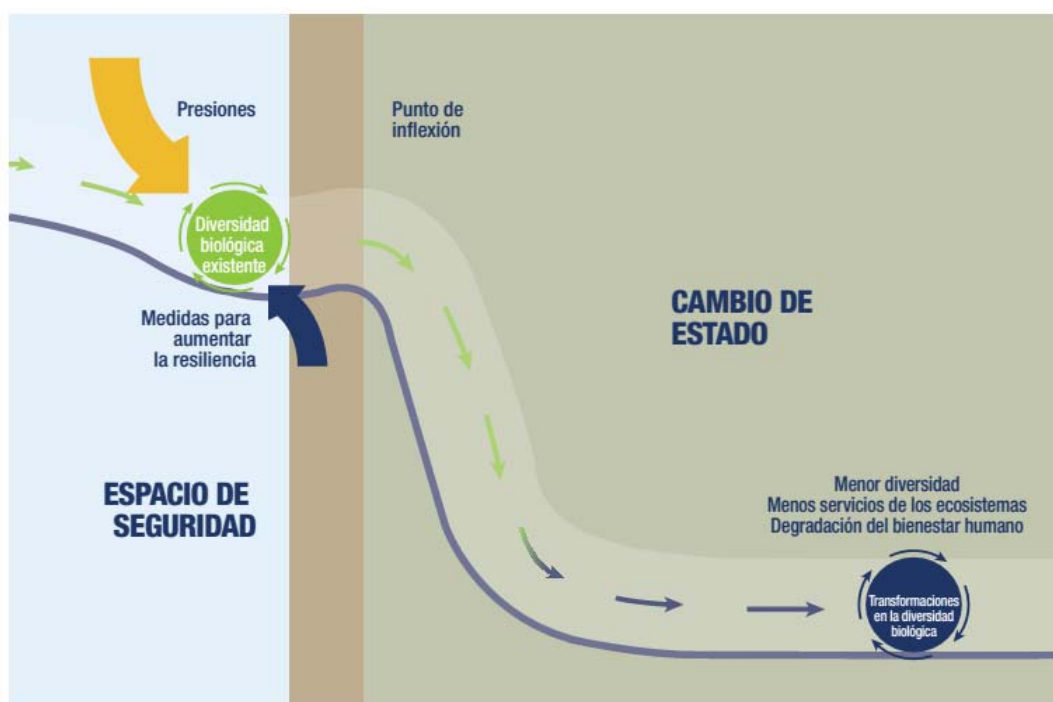 Presiones
Punto de
inflexión
Diversidad
biológica
existente
Medidas para
aumentar
la resiliencia
CAMBIO DE
ESTADO
ESPACIO DE
SEGURIDAD
Menor diversidad
Menos servicios de los ecosistemas
Degradación del bienestar humano
Transformaciones
en la diversidad
biológica